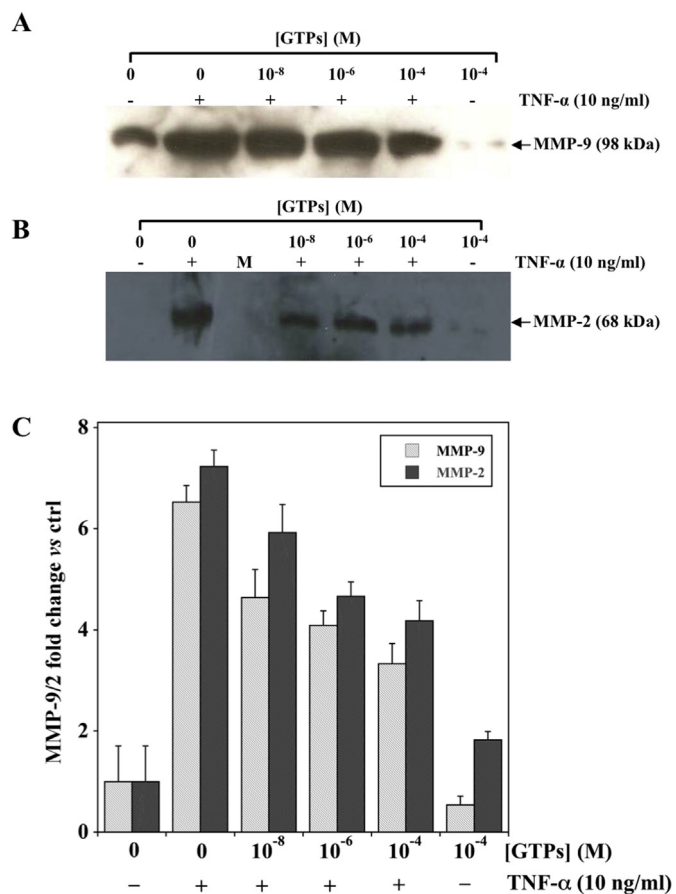 A
[GTPs] (M)
0 0 10⁻⁸ 10⁻⁶ 10⁻⁴ 10⁻⁴
- + + + + - TNF-α (10 ng/ml)
MMP-9 (98 kDa)
[GTPs] (M)
B
0 0 10⁻⁸ 10⁻⁶ 10⁻⁴ 10⁻⁴
- + M + + + - TNF-α (10 ng/ml)
MMP-2 (68 kDa)
C
MMP-9/2 fold change vs ctrl
8
6
4
2
0
MMP-9
MMP-2
0 0 10⁻⁸ 10⁻⁶ 10⁻⁴ 10⁻⁴ [GTPs] (M)
− + + + + − TNF-α (10 ng/ml)